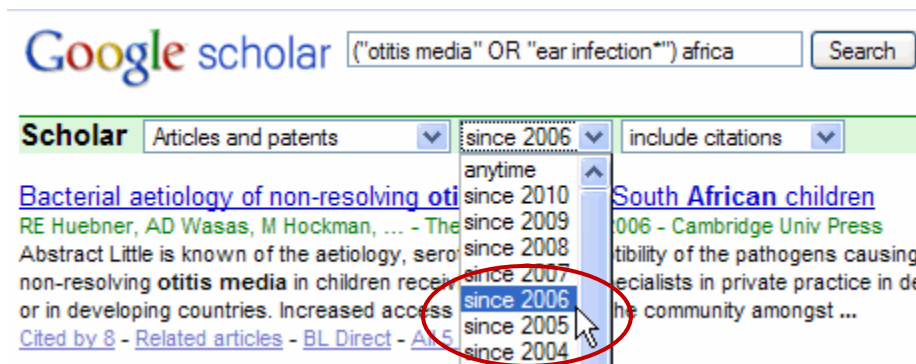 Google scholar ("otitis media" OR "ear infection*") africa Search
Scholar Articles and patents since 2006 include citations
anytime
Bacterial aetiology of non-resolving oti since 2010 South African children
RE Huebner, AD Wasas, M Hockman, ... - The since 2009 006 - Cambridge Univ Press
Abstract Little is known of the aetiology, sero since 2008 tibility of the pathogens causing
since 2007
non-resolving otitis media in children recei ecialists in private practice in de
or in developing countries. Increased access since 2006 he community amongst ...
Cited by 8 - Related articles - BL Direct - All 5 since 2005
since 2004